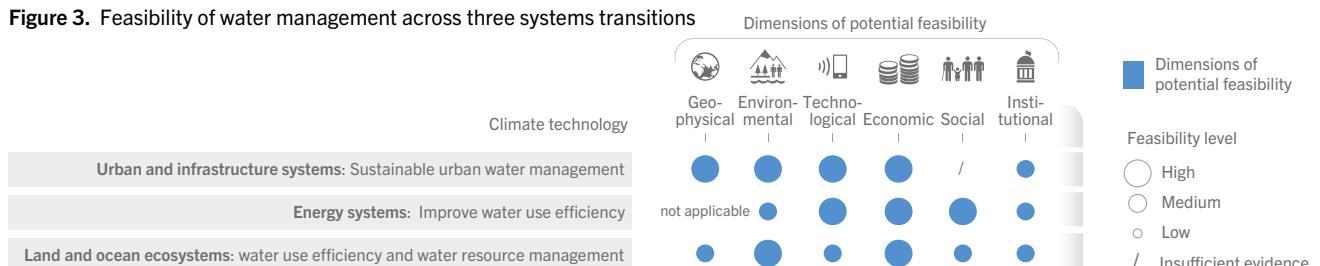 Figure 3. Feasibility of water management across three systems transitions
Dimensions of potential feasibility
Geo-
physical
Environ-
mental
Techno-
logical
Economic
Social
Insti-
tutional
Climate technology
Urban and infrastructure systems: Sustainable urban water management
/
Energy systems: Improve water use efficiency
not applicable
Land and ocean ecosystems: water use efficiency and water resource management
Dimensions of
potential feasibility
Feasibility level
High
Medium
Low
/ Insufficient evidence